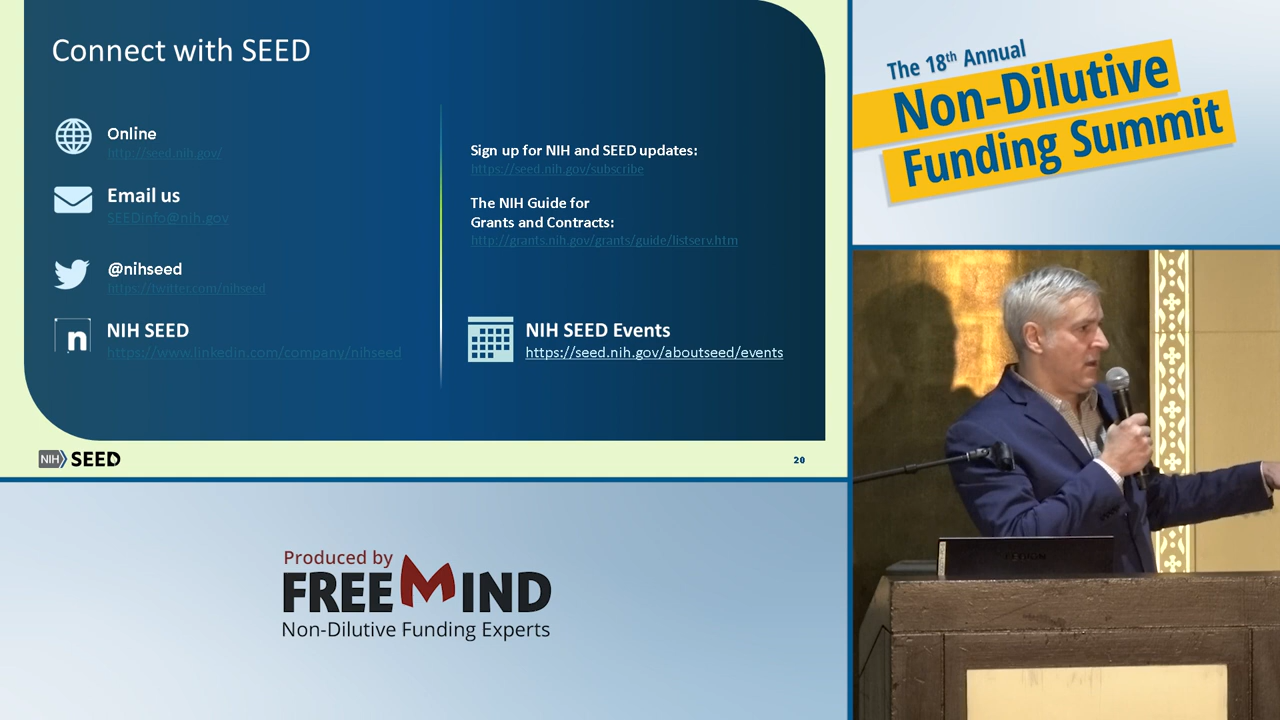 Connect with SEED
Online
http://seed.nih.gov/
Email us
SEEDinfo@nih.gov
@nihseed
https://twitter.com/nihseed
n
NIH SEED
https://www.linkedin.com/company/nihseed
Sign up for NIH and SEED updates:
https://seed.nih.gov/subscribe
The NIH Guide for
Grants and Contracts:
http://grants.nih.gov/grants/guide/listserv.htm
NIH SEED Events
https://seed.nih.gov/aboutseed/events
NIH SEED
20
The 18th Annual
Non-Dilutive
Funding Summit
Produced by
FREEMIND
Non-Dilutive Funding Experts